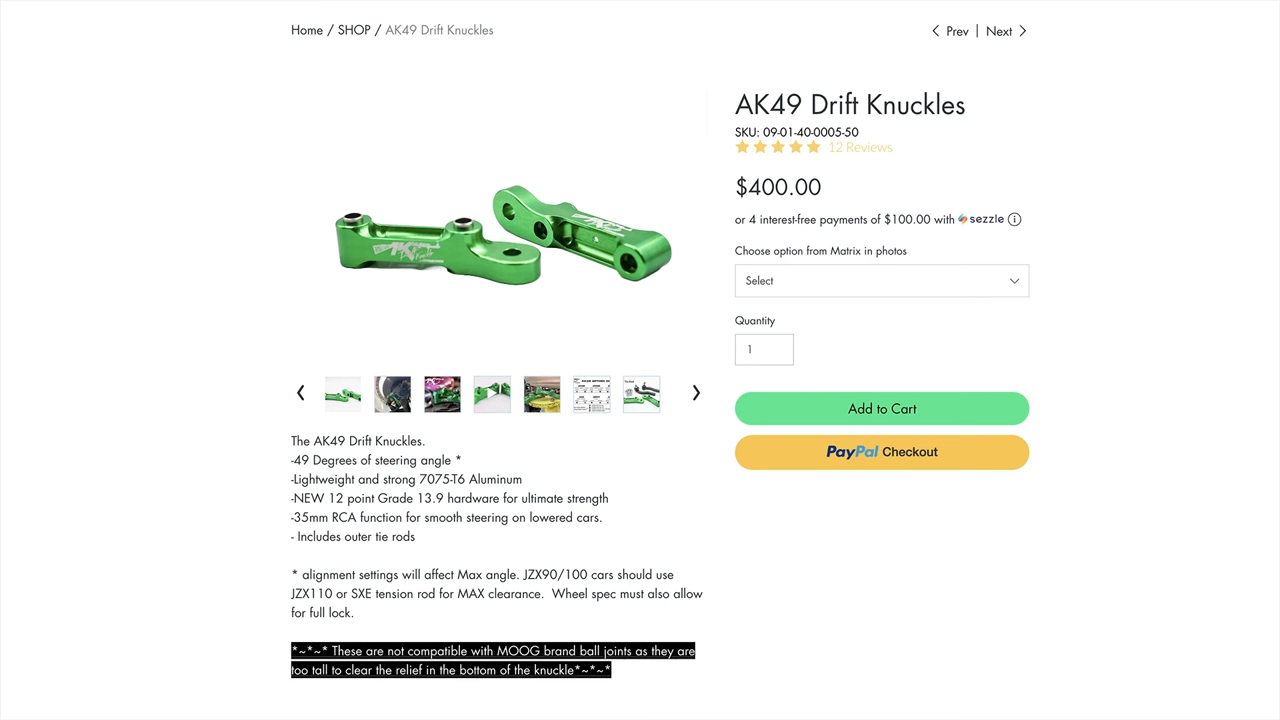 Home / SHOP / AK49 Drift Knuckles
Prev | Next
AK49 Drift Knuckles
SKU: 09-01-40-0005-50
12 Reviews
$400.00
or 4 interest-free payments of $100.00 with sezzle
Choose option from Matrix in photos
Select
Quantity
1
Add to Cart
PayPal Checkout
The AK49 Drift Knuckles.
-49 Degrees of steering angle *
-Lightweight and strong 7075-T6 Aluminum
-NEW 12 point Grade 13.9 hardware for ultimate strength
-35mm RCA function for smooth steering on lowered cars.
- Includes outer tie rods
* alignment settings will affect Max angle. JZX90/100 cars should use
JZX110 or SXE tension rod for MAX clearance.  Wheel spec must also allow
for full lock.
*~*~* These are not compatible with MOOG brand ball joints as they are
too tall to clear the relief in the bottom of the knuckle*~*~*